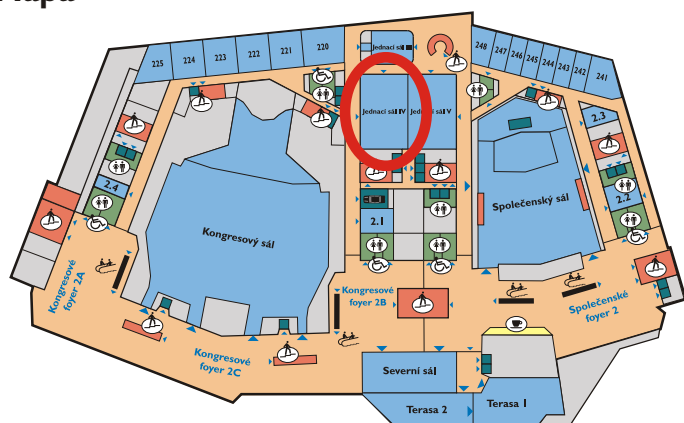 225
224
223
222
221
220
Jednací sál
248
247
246
245
244
243
242
241
Jednací sál IV
Jednací sál V
2.3
2.4
2.1
2.2
Kongresový sál
Společenský sál
Kongresové
foyer 2A
Kongresové
foyer 2B
Společenské
foyer 2
Kongresové
foyer 2C
Severní sál
Terasa 2
Terasa 1